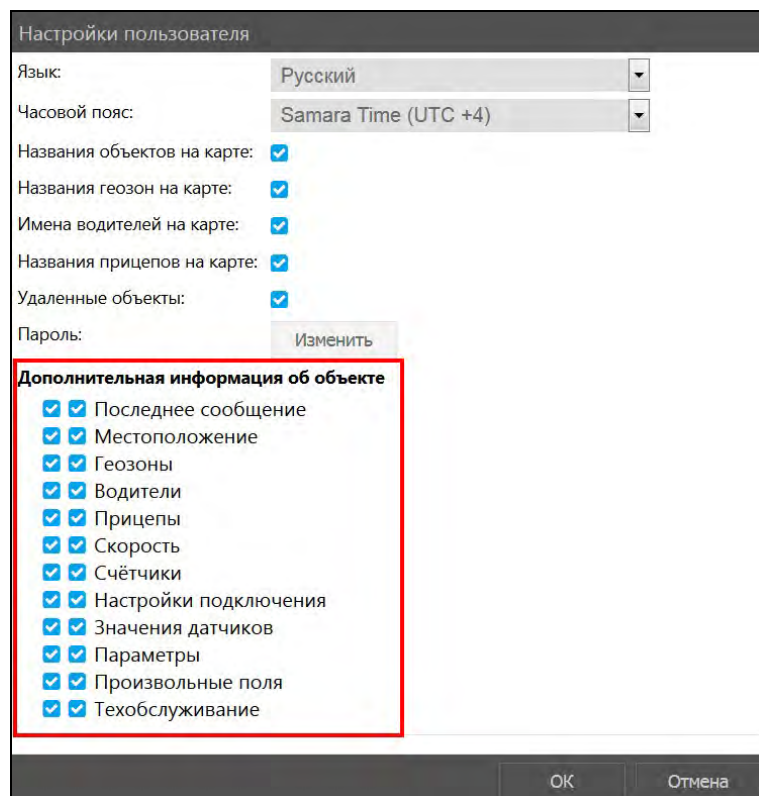 Настройки пользователя
Язык: Русский
Часовой пояс: Samara Time (UTC +4)
Названия объектов на карте:
Названия геозон на карте:
Имена водителей на карте:
Названия прицепов на карте:
Удаленные объекты:
Пароль: Изменить
Дополнительная информация об объекте
Последнее сообщение
Местоположение
Геозоны
Водители
Прицепы
Скорость
Счётчики
Настройки подключения
Значения датчиков
Параметры
Произвольные поля
Техобслуживание
ОК Отмена